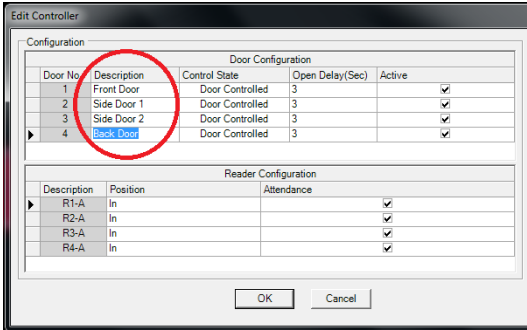 Edit Controller
Configuration
Door Configuration
Door No. Description Control State Open Delay(Sec) Active
1 Front Door Door Controlled 3
2 Side Door 1 Door Controlled 3
3 Side Door 2 Door Controlled 3
4 Back Door Door Controlled 3
Reader Configuration
Description Position Attendance
R1-A In
R2-A In
R3-A In
R4-A In
OK Cancel